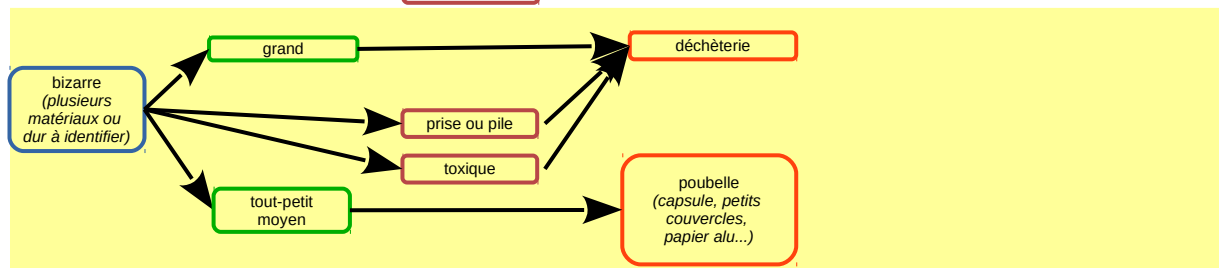 grand
déchèterie
bizarre
(plusieurs
matériaux ou
dur à identifier)
prise ou pile
toxique
tout-petit
moyen
poubelle
(capsule, petits
couvercles,
papier alu...)